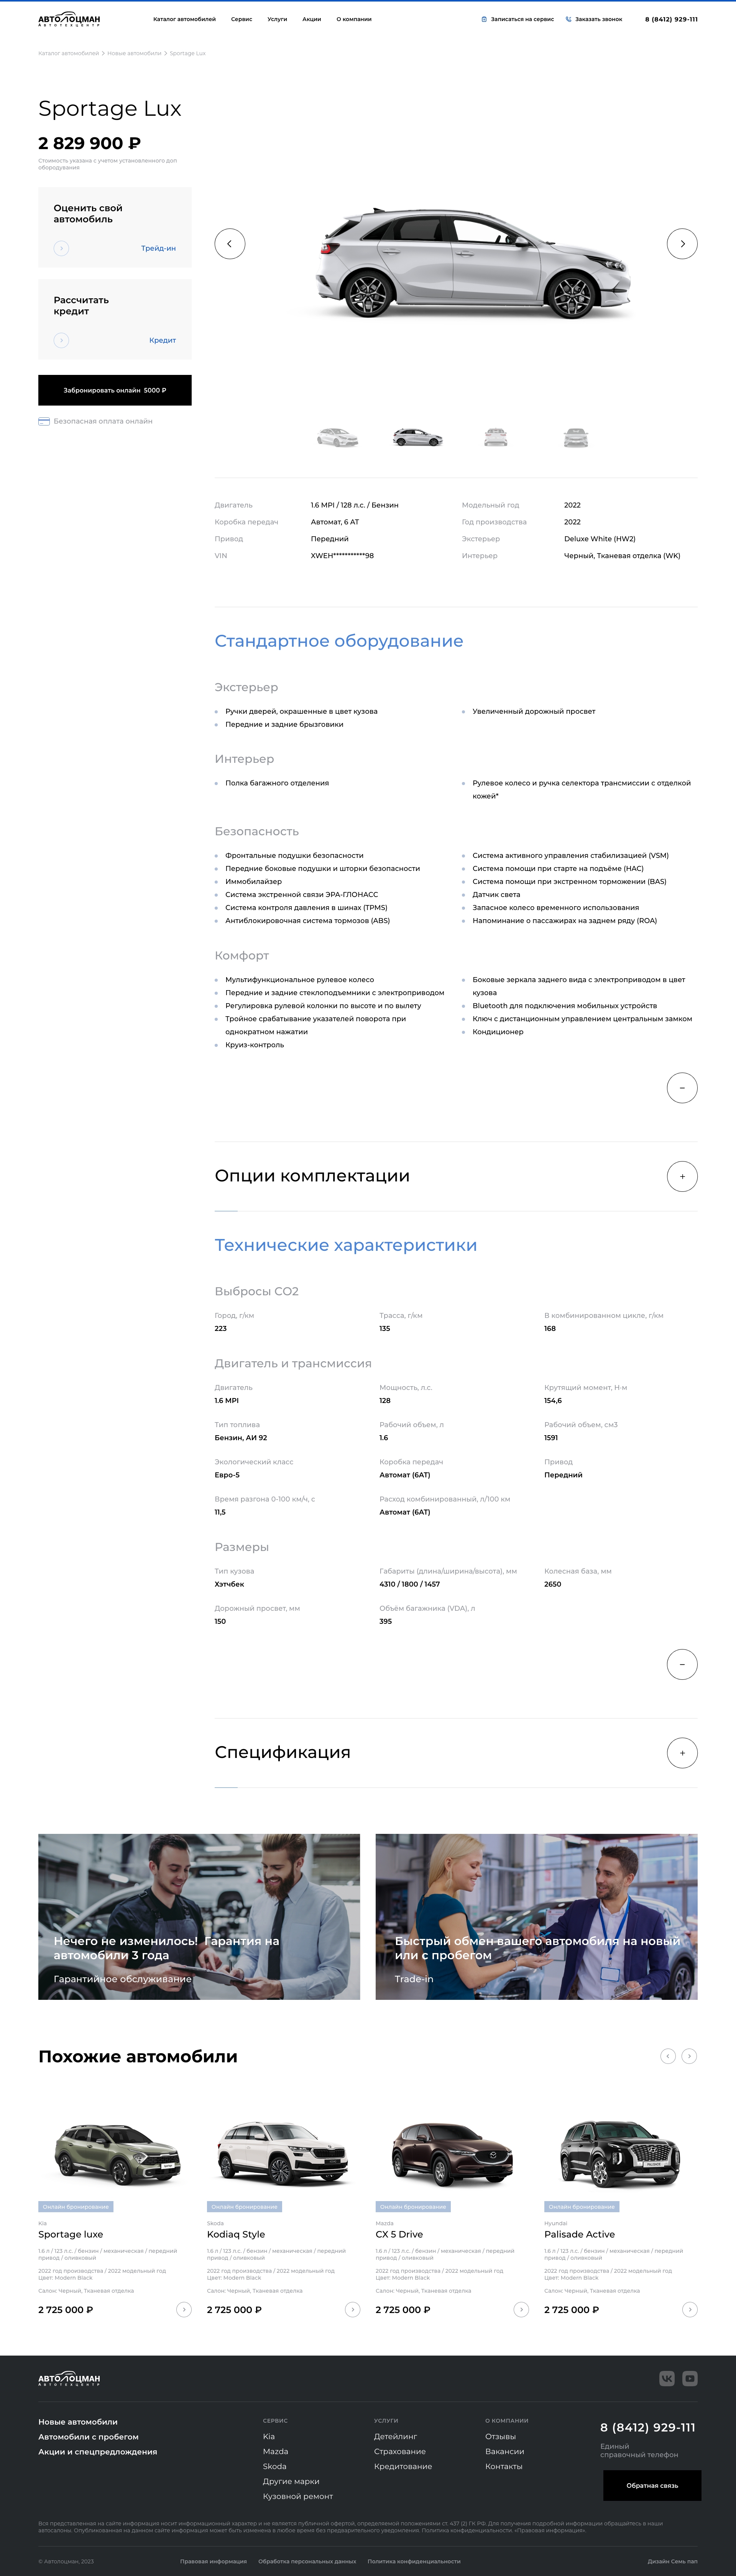 АВТОЛОЦМАН
АВТОТЕХЦЕНТР
Каталог автомобилей
Сервис
Услуги
Акции
О компании
Записаться на сервис
Заказать звонок
8 (8412) 929-111
Каталог автомобилей > Новые автомобили > Sportage Lux
Sportage Lux
2 829 900 ₽
Стоимость указана с учетом установленного доп
оборудувания
Оценить свой
автомобиль
Трейд-ин
Рассчитать
кредит
Кредит
Забронировать онлайн 5000 ₽
Безопасная оплата онлайн
Двигатель
1.6 MPI / 128 л.с. / Бензин
Модельный год
2022
Коробка передач
Автомат, 6 AT
Год производства
2022
Привод
Передний
Экстерьер
Deluxe White (HW2)
VIN
XWEH***********98
Интерьер
Черный, Тканевая отделка (WK)
Стандартное оборудование
Экстерьер
Ручки дверей, окрашенные в цвет кузова
Передние и задние брызговики
Увеличенный дорожный просвет
Интерьер
Полка багажного отделения
Рулевое колесо и ручка селектора трансмиссии с отделкой
кожей*
Безопасность
Фронтальные подушки безопасности
Передние боковые подушки и шторки безопасности
Иммобилайзер
Система экстренной связи ЭРА-ГЛОНАСС
Система контроля давления в шинах (TPMS)
Антиблокировочная система тормозов (ABS)
Система активного управления стабилизацией (VSM)
Система помощи при старте на подъёме (HAC)
Система помощи при экстренном торможении (BAS)
Датчик света
Запасное колесо временного использования
Напоминание о пассажирах на заднем ряду (ROA)
Комфорт
Мультифункциональное рулевое колесо
Передние и задние стеклоподъемники с электроприводом
Регулировка рулевой колонки по высоте и по вылету
Тройное срабатывание указателей поворота при
однократном нажатии
Круиз-контроль
Боковые зеркала заднего вида с электроприводом в цвет
кузова
Bluetooth для подключения мобильных устройств
Ключ с дистанционным управлением центральным замком
Кондиционер
Опции комплектации
Технические характеристики
Выбросы CO2
Город, г/км
Трасса, г/км
В комбинированном цикле, г/км
223
135
168
Двигатель и трансмиссия
Двигатель
Мощность, л.с.
Крутящий момент, Н·м
1.6 MPI
128
154,6
Тип топлива
Рабочий объем, л
Рабочий объем, см3
Бензин, АИ 92
1.6
1591
Экологический класс
Коробка передач
Привод
Евро-5
Автомат (6AT)
Передний
Время разгона 0-100 км/ч, с
Расход комбинированный, л/100 км
11,5
Автомат (6AT)
Размеры
Тип кузова
Габариты (длина/ширина/высота), мм
Колесная база, мм
Хэтчбек
4310 / 1800 / 1457
2650
Дорожный просвет, мм
Объём багажника (VDA), л
150
395
Спецификация
Нечего не изменилось! Гарантия на
автомобили 3 года
Гарантийное обслуживание
Быстрый обмен вашего автомобиля на новый
или с пробегом
Trade-in
Похожие автомобили
Онлайн бронирование
Kia
Sportage luxe
1.6 л / 123 л.с. / бензин / механическая / передний
привод / оливковый
2022 год производства / 2022 модельный год
Цвет: Modern Black
Салон: Черный, Тканевая отделка
2 725 000 ₽
Онлайн бронирование
Skoda
Kodiaq Style
1.6 л / 123 л.с. / бензин / механическая / передний
привод / оливковый
2022 год производства / 2022 модельный год
Цвет: Modern Black
Салон: Черный, Тканевая отделка
2 725 000 ₽
Онлайн бронирование
Mazda
CX 5 Drive
1.6 л / 123 л.с. / бензин / механическая / передний
привод / оливковый
2022 год производства / 2022 модельный год
Цвет: Modern Black
Салон: Черный, Тканевая отделка
2 725 000 ₽
Онлайн бронирование
Hyundai
Palisade Active
1.6 л / 123 л.с. / бензин / механическая / передний
привод / оливковый
2022 год производства / 2022 модельный год
Цвет: Modern Black
Салон: Черный, Тканевая отделка
2 725 000 ₽
АВТОЛОЦМАН
АВТОТЕХЦЕНТР
Новые автомобили
Автомобили с пробегом
Акции и спецпредлождения
СЕРВИС
Kia
Mazda
Skoda
Другие марки
Кузовной ремонт
УСЛУГИ
Детейлинг
Страхование
Кредитование
О КОМПАНИИ
Отзывы
Вакансии
Контакты
8 (8412) 929-111
Единый
справочный телефон
Обратная связь
Вся представленная на сайте информация носит информационный характер и не является публичной офертой, определяемой положениями ст. 437 (2) ГК РФ. Для получения подробной информации обращайтесь в наши
автосалоны. Опубликованная на данном сайте информация может быть изменена в любое время без предварительного уведомления. Политика конфиденциальности. «Правовая информация».
© Автолоцман, 2023
Правовая информация
Обработка персональных данных
Политика конфиденциальности
Дизайн Семь пап